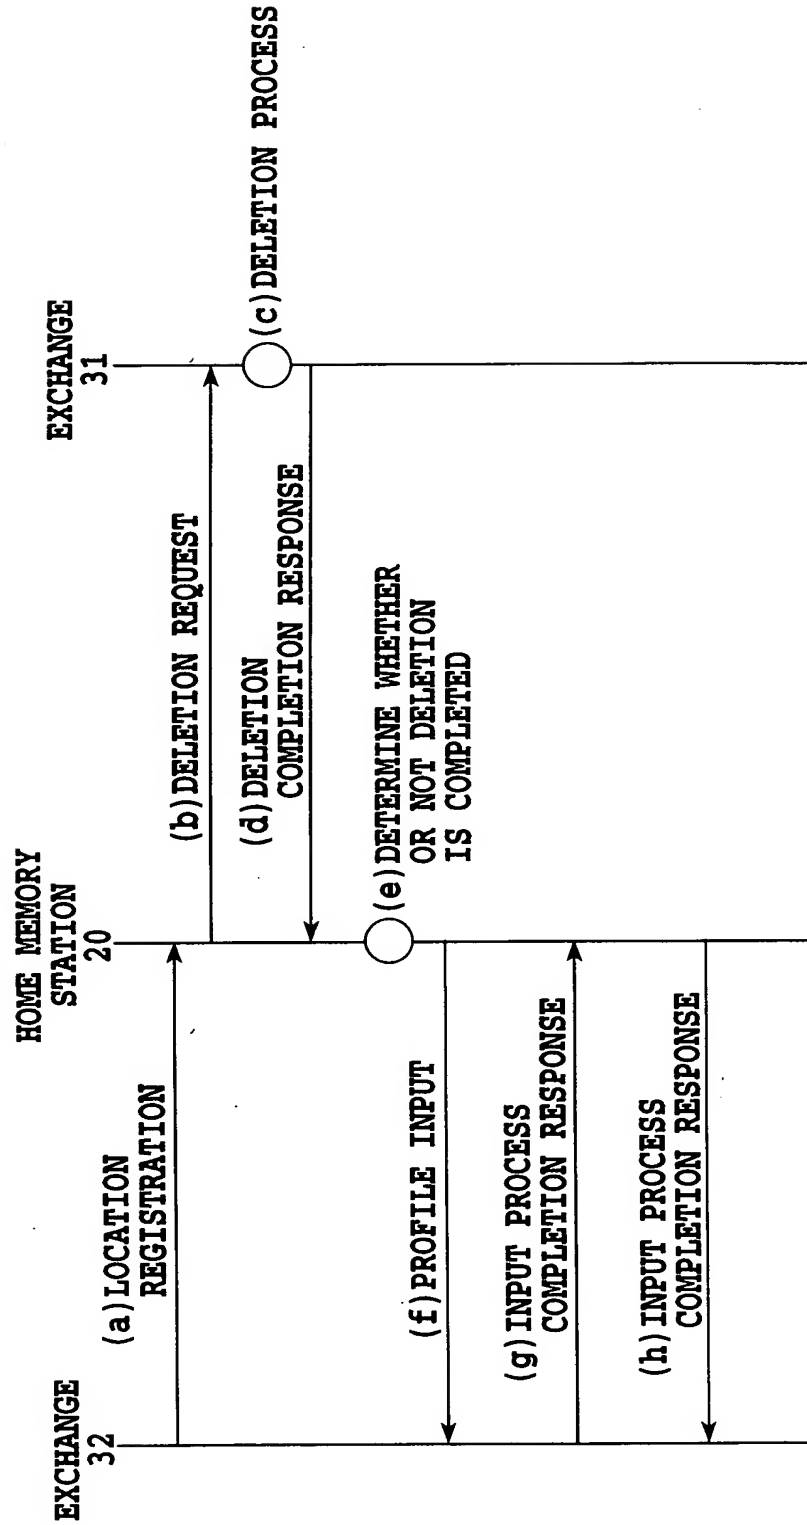 EXCHANGE
32
HOME MEMORY
STATION
20
EXCHANGE
31
(a)LOCATION
REGISTRATION
(b)DELETION REQUEST
(c)DELETION PROCESS
(d)DELETION
COMPLETION RESPONSE
(e)DETERMINE WHETHER
OR NOT DELETION
IS COMPLETED
(f)PROFILE INPUT
(g)INPUT PROCESS
COMPLETION RESPONSE
(h)INPUT PROCESS
COMPLETION RESPONSE